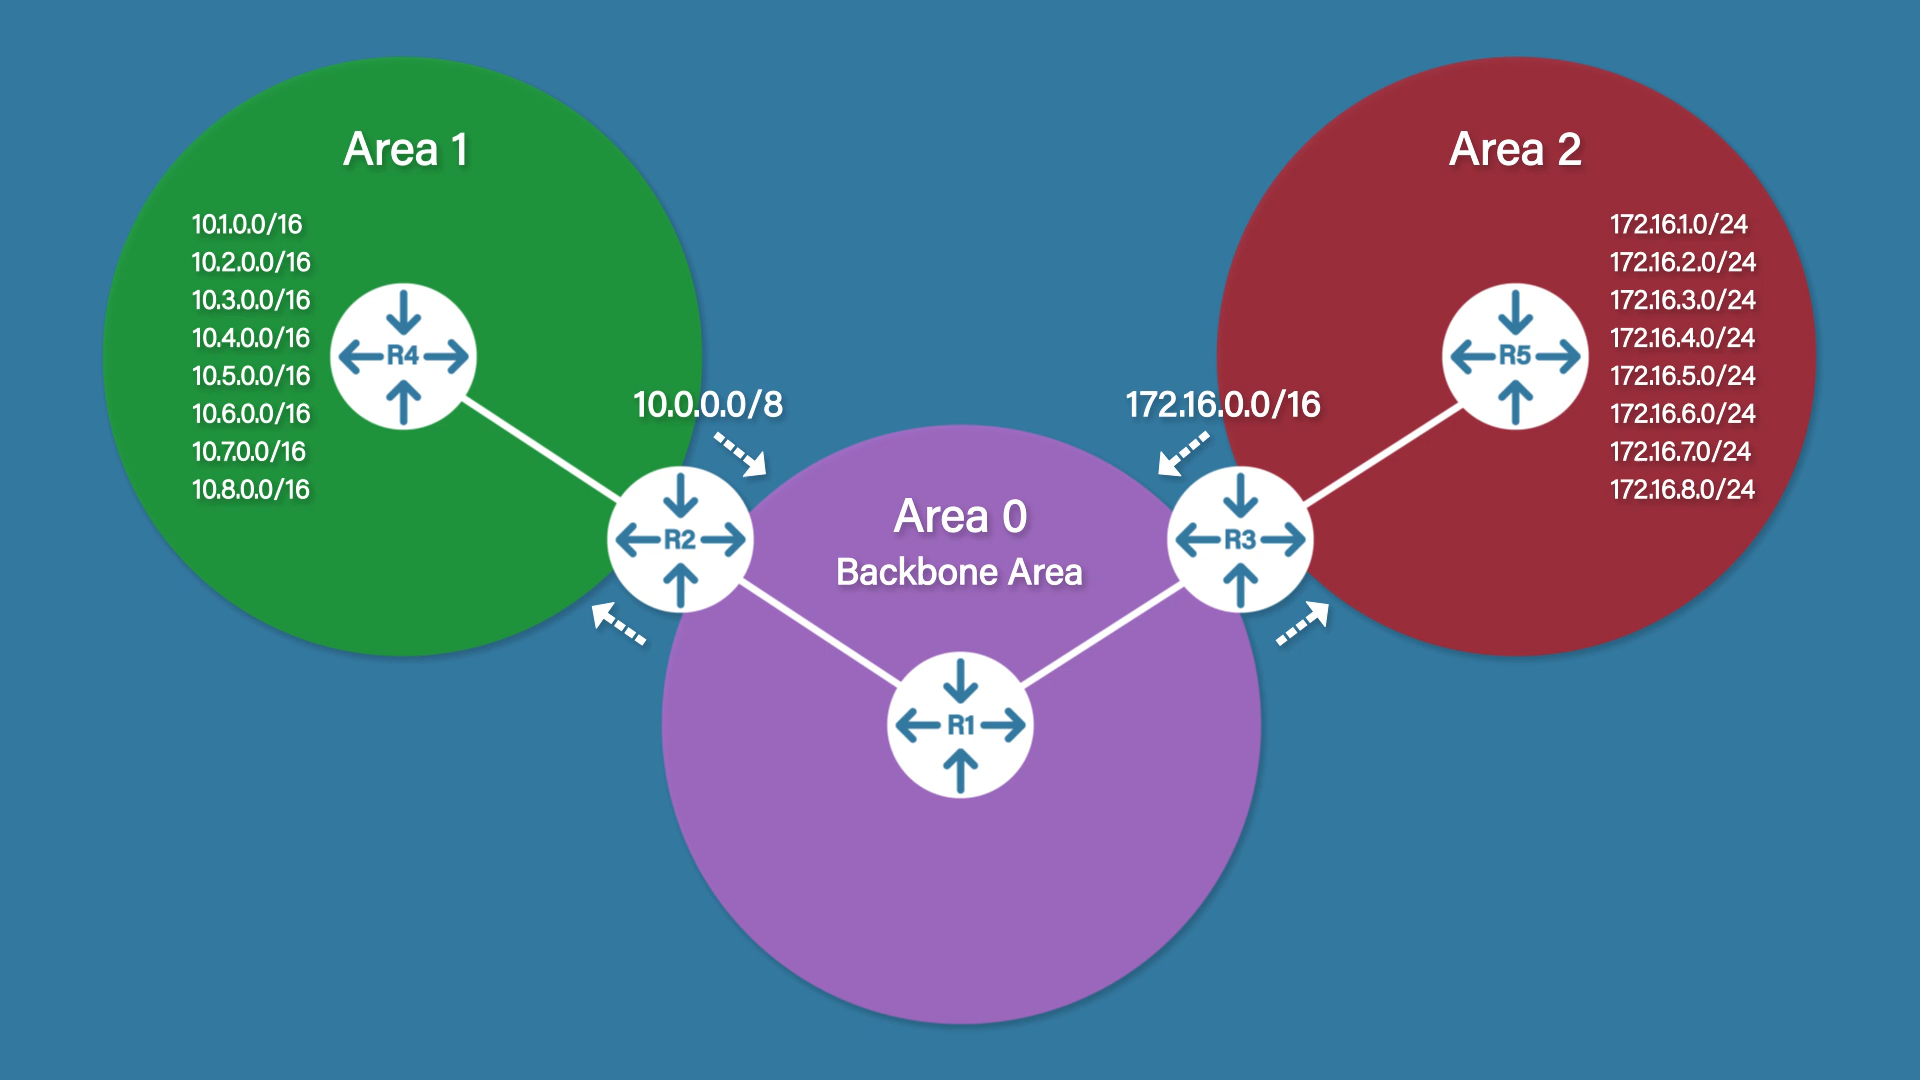 Area 1
10.1.0.0/16
10.2.0.0/16
10.3.0.0/16
10.4.0.0/16
10.5.0.0/16
10.6.0.0/16
10.7.0.0/16
10.8.0.0/16
R4
10.0.0.0/8
R2
Area 0
Backbone Area
R1
Area 2
172.16.1.0/24
172.16.2.0/24
172.16.3.0/24
172.16.4.0/24
172.16.5.0/24
172.16.6.0/24
172.16.7.0/24
172.16.8.0/24
R5
172.16.0.0/16
R3